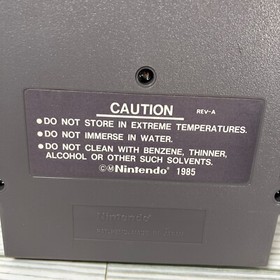 CAUTION REV-A
•DO NOT STORE IN EXTREME TEMPERATURES.
•DO NOT IMMERSE IN WATER.
•DO NOT CLEAN WITH BENZENE, THINNER,
ALCOHOL OR OTHER SUCH SOLVENTS.
©ⓂNintendo® 1985
Nintendo